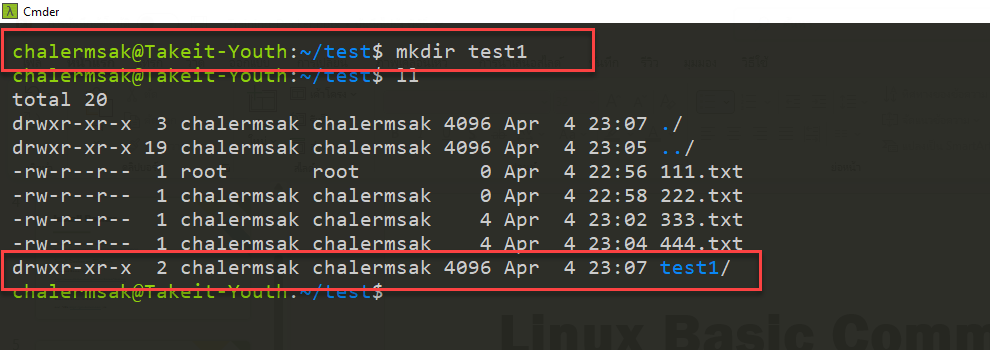 λ Cmder
chalermsak@Takeit-Youth:~/test$ mkdir test1
chalermsak@Takeit-Youth:~/test$ ll
total 20
drwxr-xr-x  3 chalermsak chalermsak 4096 Apr  4 23:07 ./
drwxr-xr-x 19 chalermsak chalermsak 4096 Apr  4 23:05 ../
-rw-r--r--  1 root       root          0 Apr  4 22:56 111.txt
-rw-r--r--  1 chalermsak chalermsak    0 Apr  4 22:58 222.txt
-rw-r--r--  1 chalermsak chalermsak    4 Apr  4 23:02 333.txt
-rw-r--r--  1 chalermsak chalermsak    4 Apr  4 23:04 444.txt
drwxr-xr-x  2 chalermsak chalermsak 4096 Apr  4 23:07 test1/
chalermsak@Takeit-Youth:~/test$
Linux Basic Comm